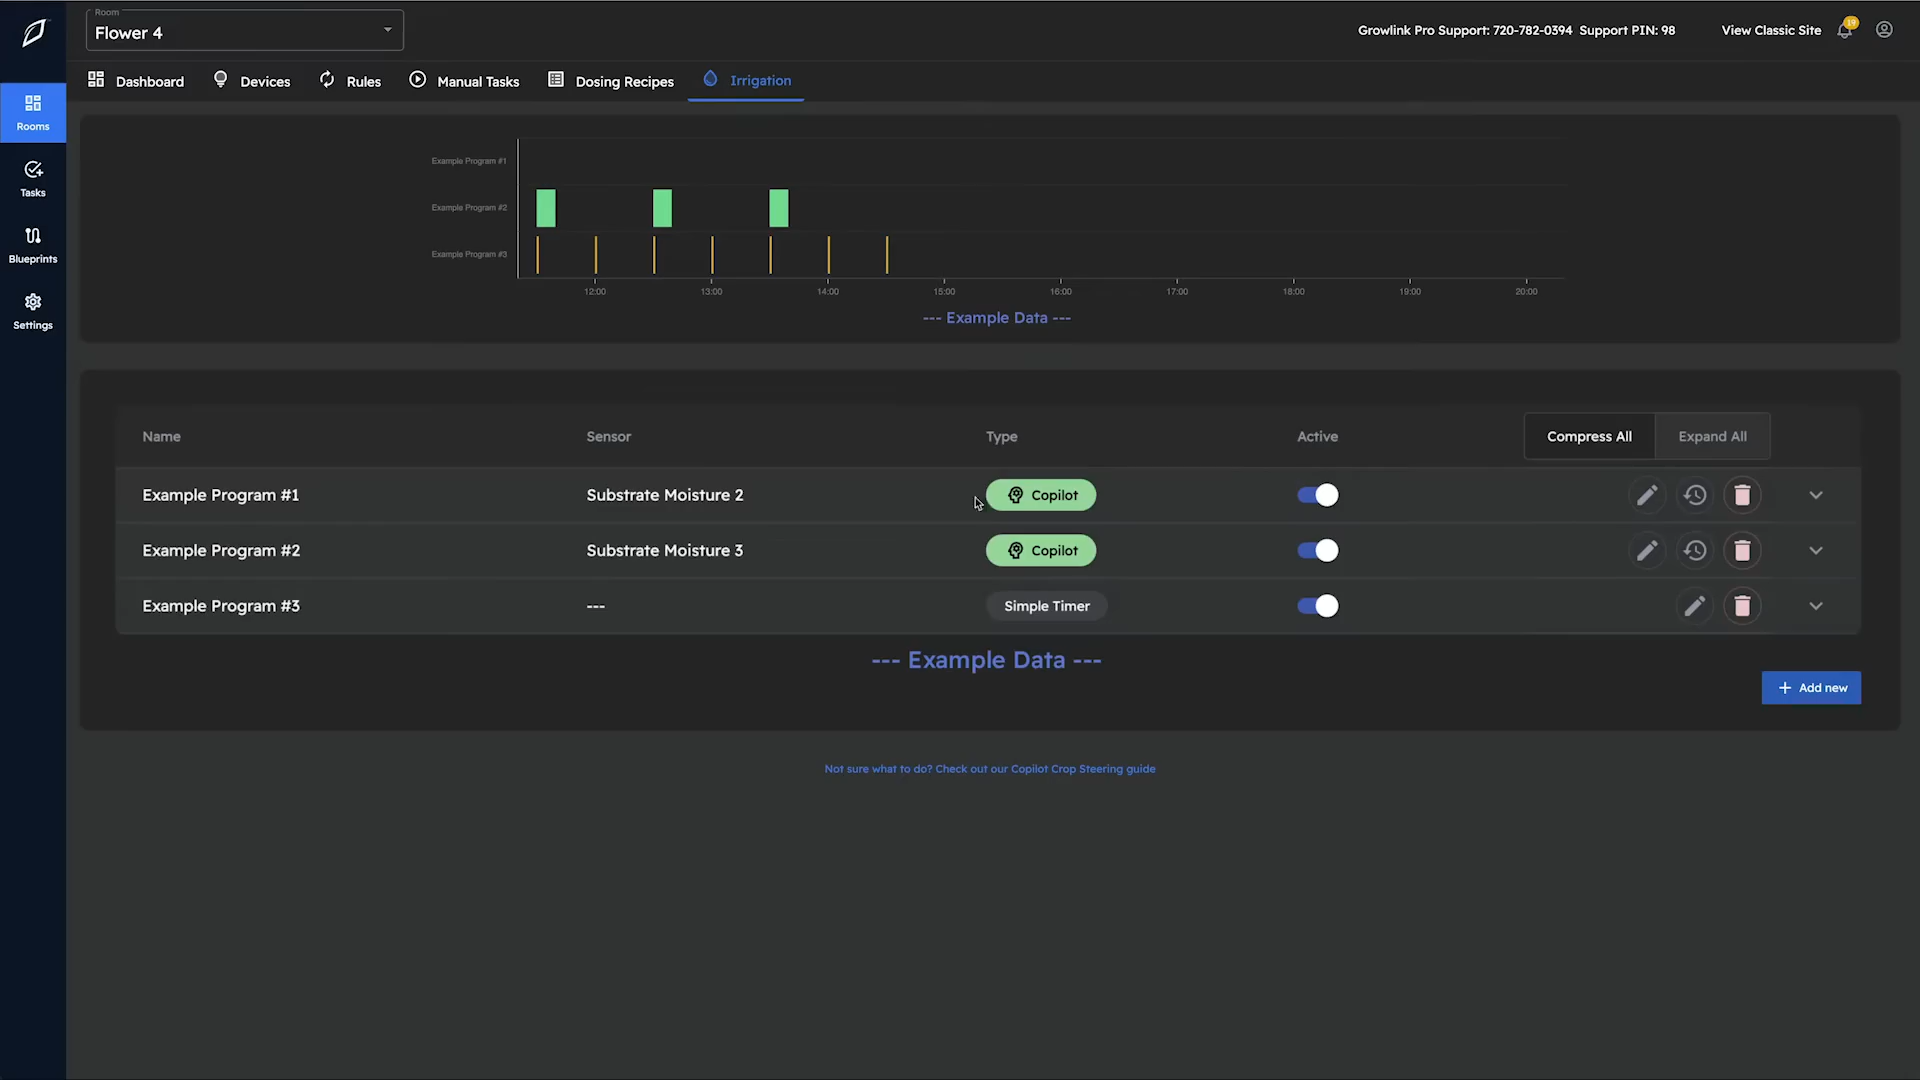 Room
Flower 4
Growlink Pro Support: 720-782-0394 Support PIN: 98
View Classic Site
19
Dashboard
Devices
Rules
Manual Tasks
Dosing Recipes
Irrigation
Rooms
Tasks
Blueprints
Settings
Example Program #1
Example Program #2
Example Program #3
12:00 13:00 14:00 15:00 16:00 17:00 18:00 19:00 20:00
--- Example Data ---
Name Sensor Type Active Compress All Expand All
Example Program #1 Substrate Moisture 2 Copilot
Example Program #2 Substrate Moisture 3 Copilot
Example Program #3 --- Simple Timer
--- Example Data ---
+ Add new
Not sure what to do? Check out our Copilot Crop Steering guide